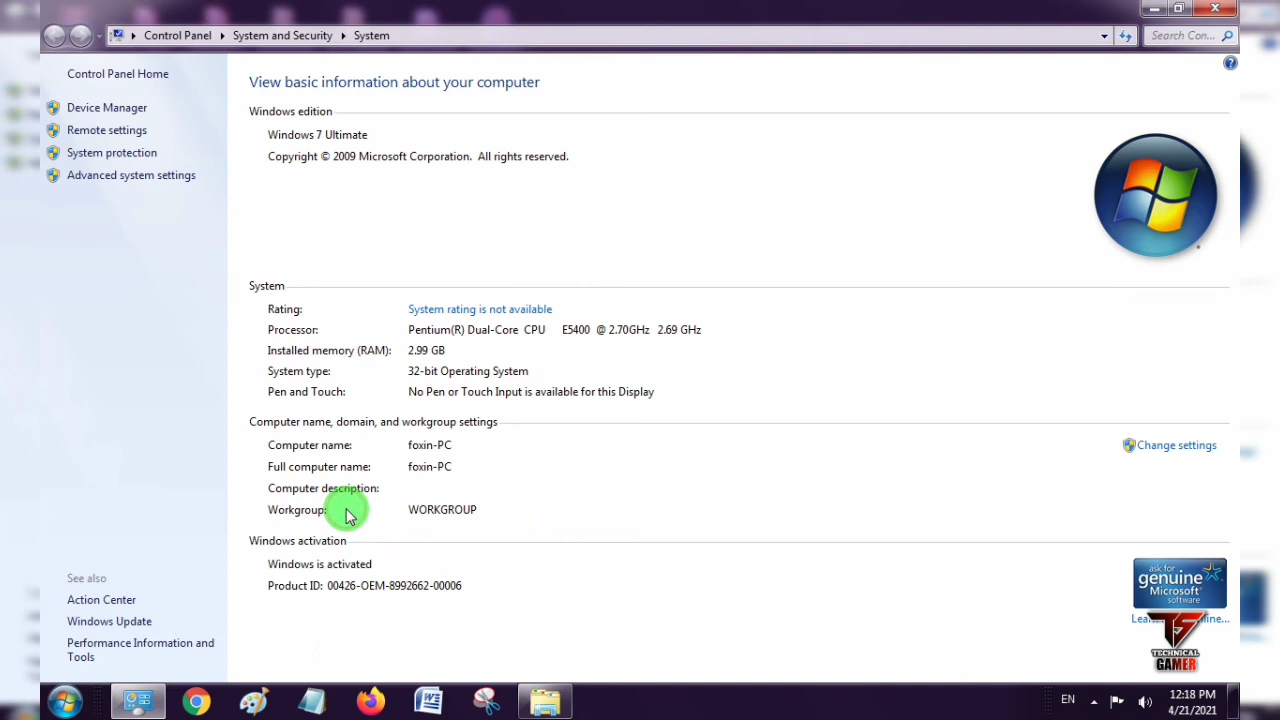 Control Panel System and Security System
Search Con...
Control Panel Home
Device Manager
Remote settings
System protection
Advanced system settings
See also
Action Center
Windows Update
Performance Information and
Tools
View basic information about your computer
Windows edition
Windows 7 Ultimate
Copyright © 2009 Microsoft Corporation. All rights reserved.
System
Rating: System rating is not available
Processor: Pentium(R) Dual-Core CPU E5400 @ 2.70GHz 2.69 GHz
Installed memory (RAM): 2.99 GB
System type: 32-bit Operating System
Pen and Touch: No Pen or Touch Input is available for this Display
Computer name, domain, and workgroup settings
Computer name: foxin-PC
Change settings
Full computer name: foxin-PC
Computer description:
Workgroup: WORKGROUP
Windows activation
Windows is activated
Product ID: 00426-OEM-8992662-00006
ask for
genuine
Microsoft
software
TS
TECHNICAL
GAMER
EN
12:18 PM
4/21/2021